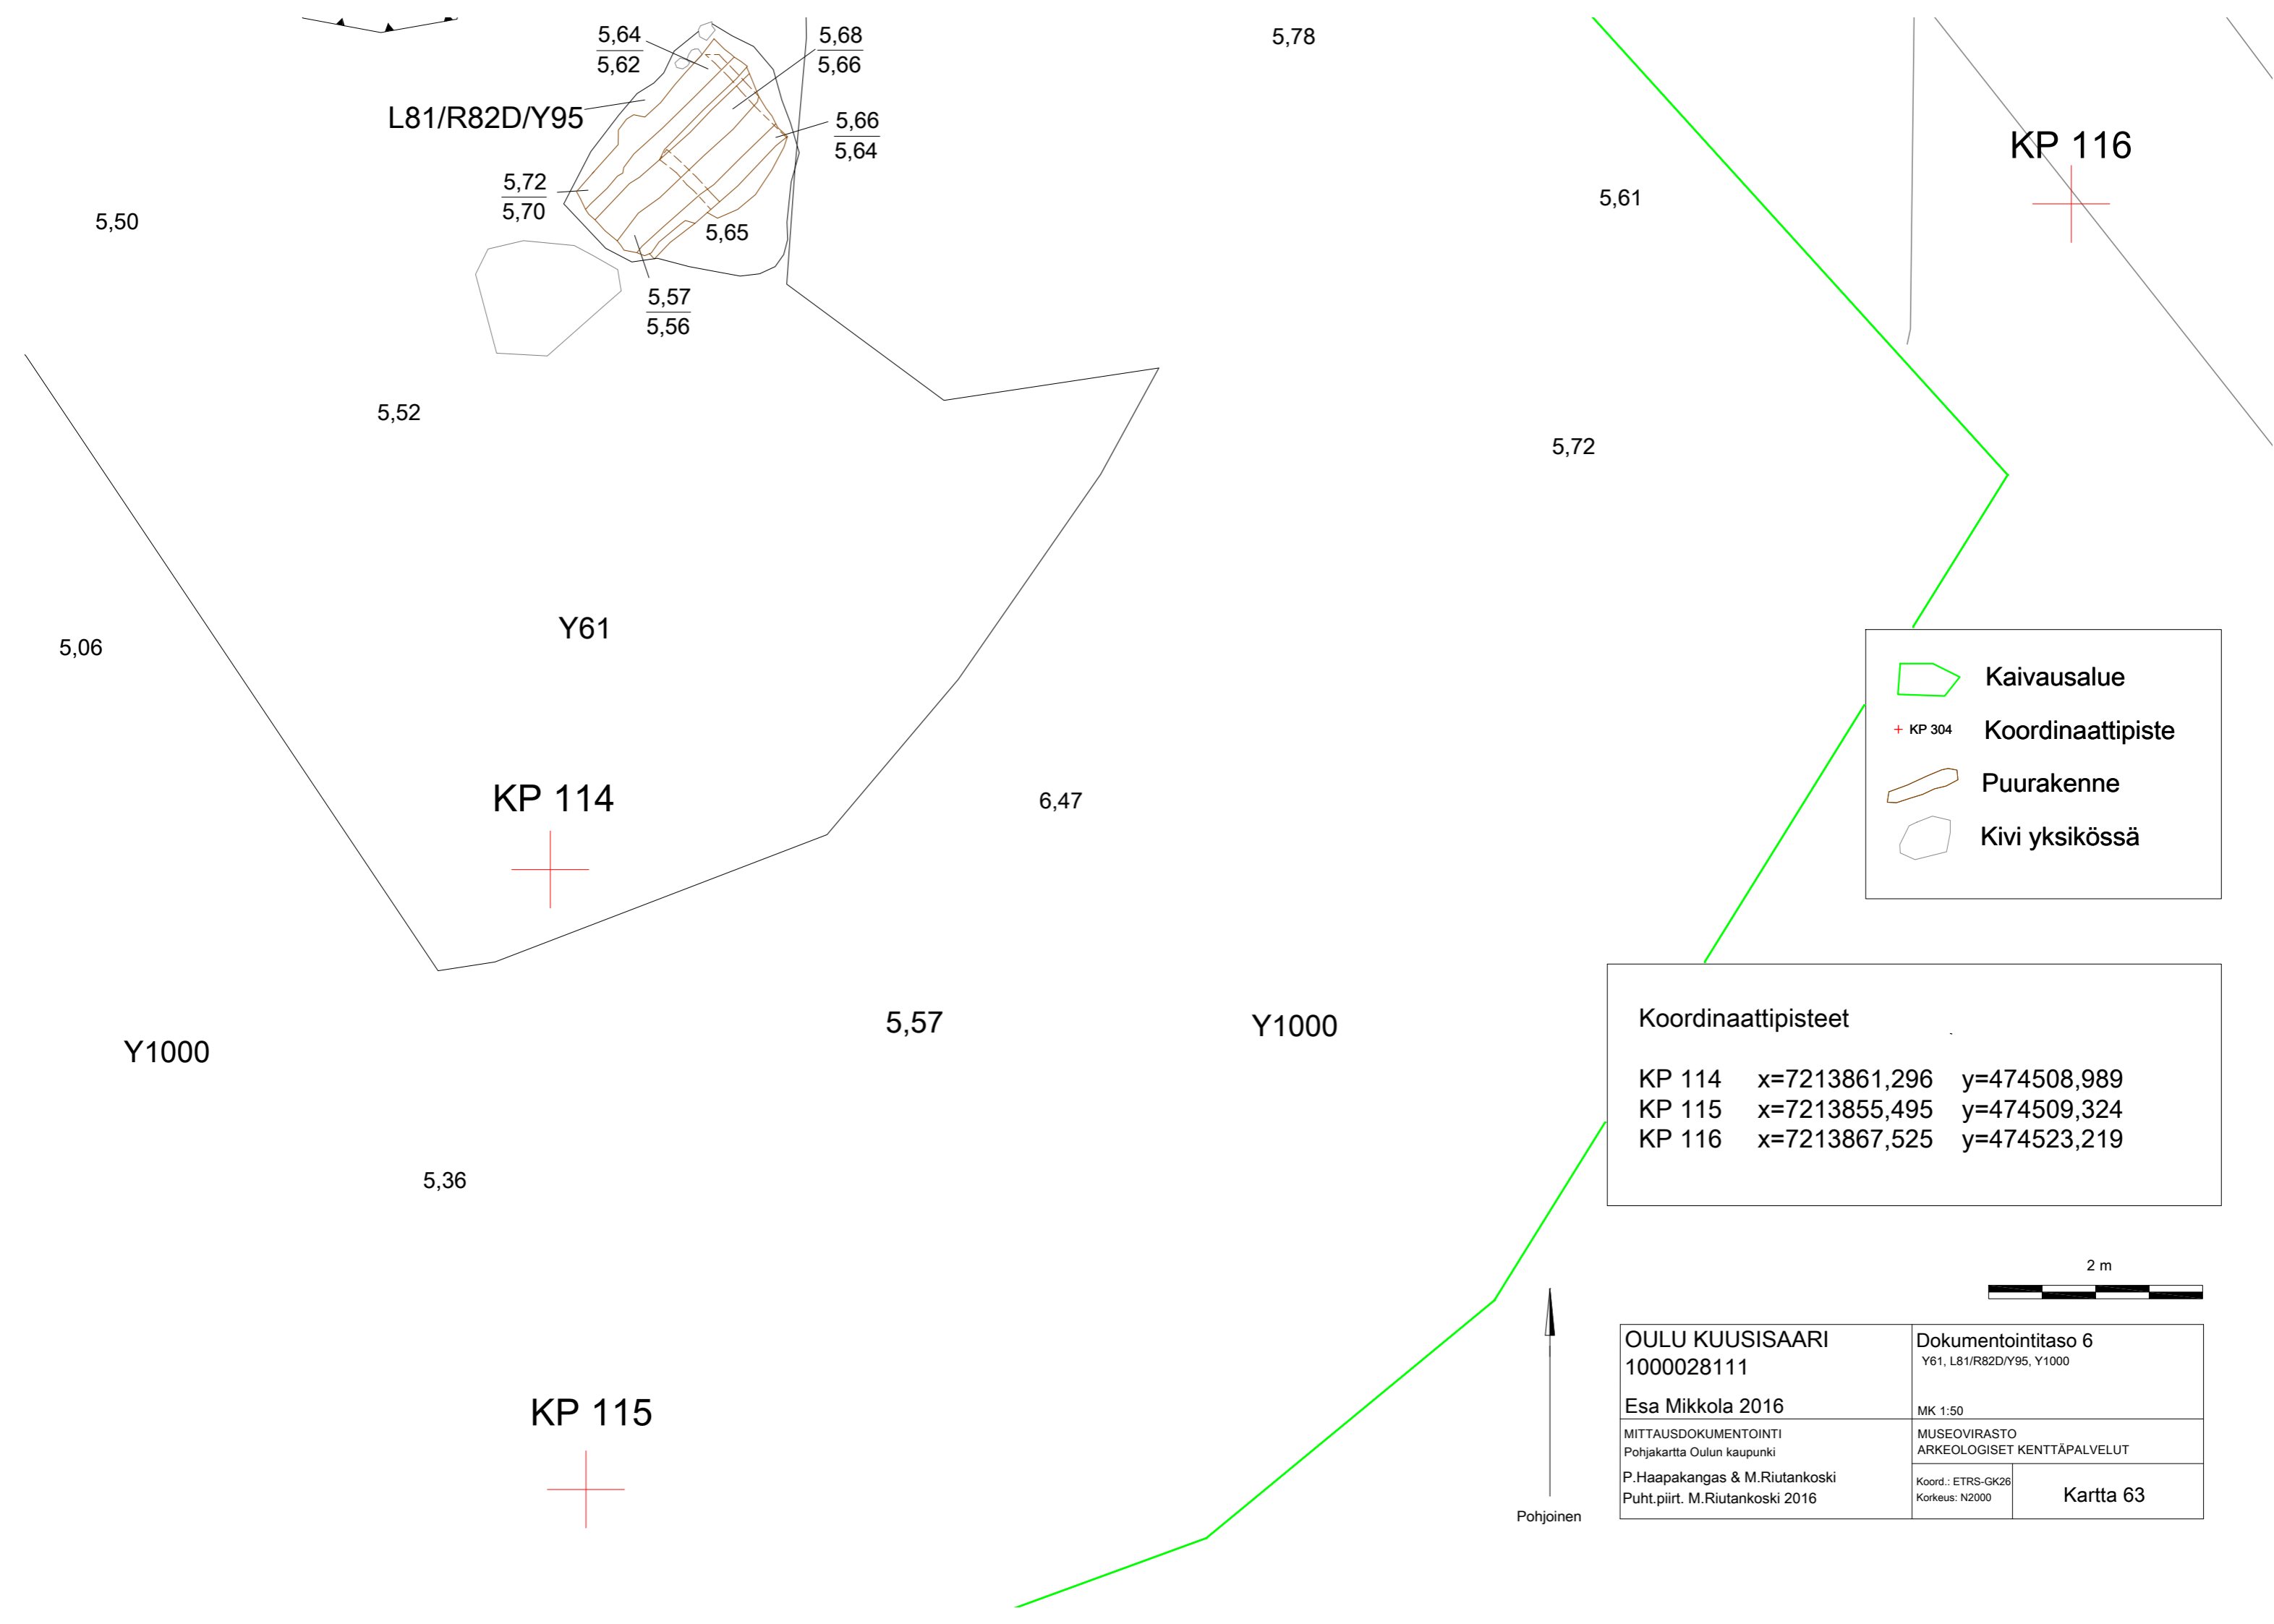 5,64
5,62
5,68
5,66
5,78
L81/R82D/Y95
5,66
5,64
KP 116
5,72
5,70
5,61
5,50
5,65
5,57
5,56
5,52
5,72
Y61
5,06
Kaivausalue
+ KP 304 Koordinaattipiste
Puurakenne
Kivi yksikössä
KP 114
6,47
5,57
Y1000
Y1000
Koordinaattipisteet
KP 114 x=7213861,296 y=474508,989
KP 115 x=7213855,495 y=474509,324
KP 116 x=7213867,525 y=474523,219
5,36
2 m
KP 115
Pohjoinen
OULU KUUSISAARI
1000028111
Esa Mikkola 2016
Dokumentointitaso 6
Y61, L81/R82D/Y95, Y1000
MK 1:50
MITTAUSDOKUMENTOINTI
Pohjakartta Oulun kaupunki
P.Haapakangas & M.Riutankoski
Puht.piirt. M.Riutankoski 2016
MUSEOVIRASTO
ARKEOLOGISET KENTTÄPALVELUT
Koord.: ETRS-GK26
Korkeus: N2000
Kartta 63